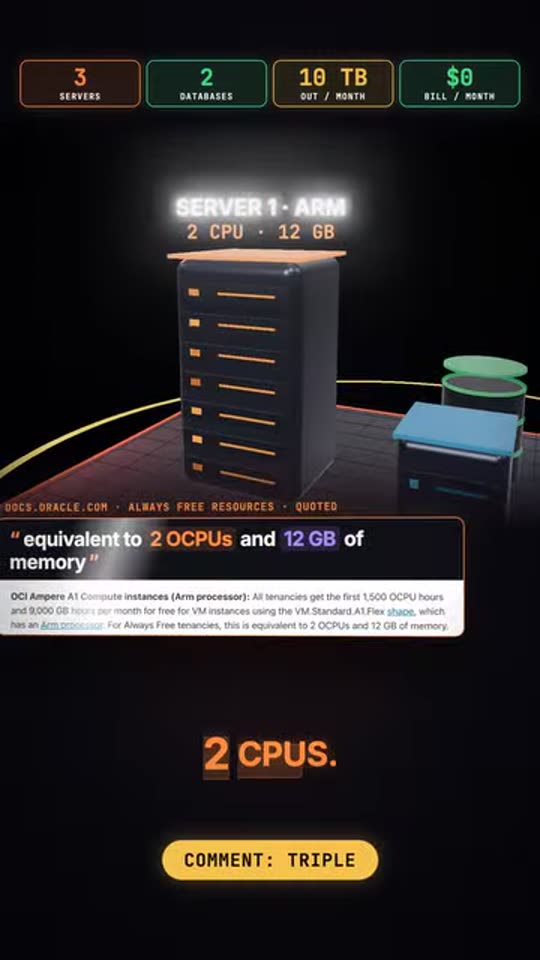 3
SERVERS
2
DATABASES
10 TB
OUT / MONTH
$0
BILL / MONTH
SERVER 1 · ARM
2 CPU · 12 GB
DOCS.ORACLE.COM · ALWAYS FREE RESOURCES · QUOTED
“ equivalent to 2 OCPUs and 12 GB of
memory ”
OCI Ampere A1 Compute instances (Arm processor): All tenancies get the first 1,500 OCPU hours
and 9,000 GB hours per month for free for VM instances using the VM.Standard.A1.Flex shape, which
has an Arm processor. For Always Free tenancies, this is equivalent to 2 OCPUs and 12 GB of memory.
2 CPUS.
COMMENT: TRIPLE